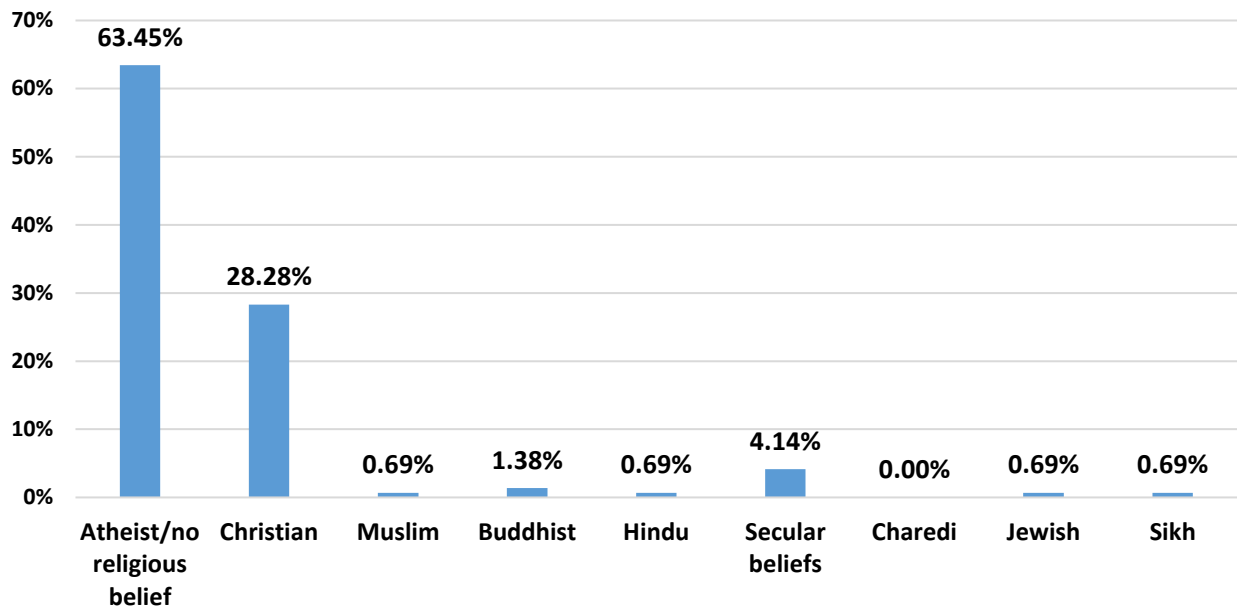 70%
63.45%
60%
50%
40%
30%
28.28%
20%
10%
0.69%
1.38%
0.69%
4.14%
0.00%
0.69%
0.69%
0%
Atheist/no
religious
belief
Christian
Muslim
Buddhist
Hindu
Secular
beliefs
Charedi
Jewish
Sikh